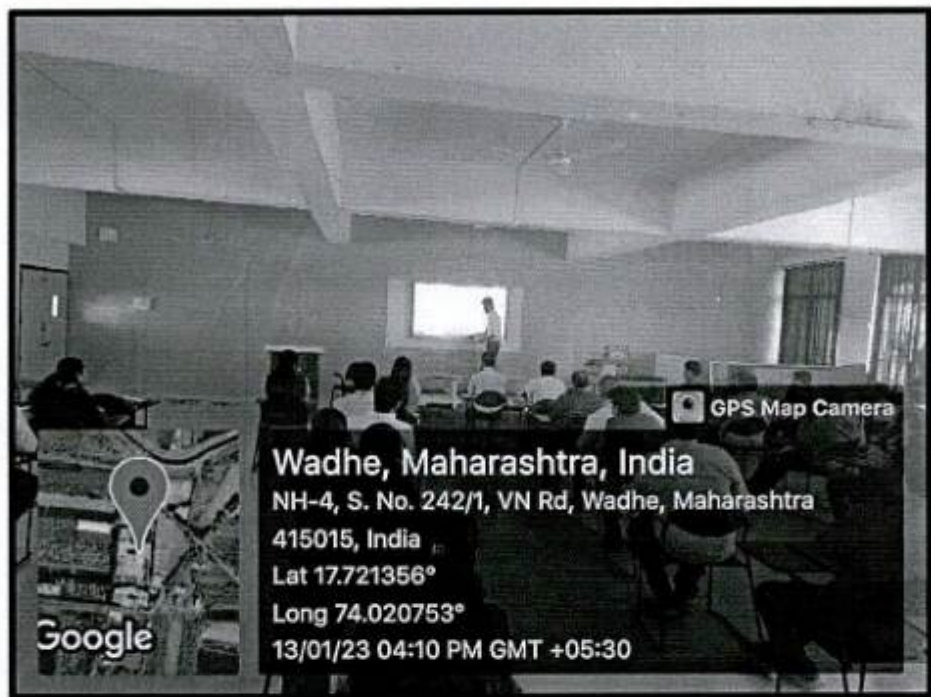 GPS Map Camera
Wadhe, Maharashtra, India
NH-4, S. No. 242/1, VN Rd, Wadhe, Maharashtra
415015, India
Lat 17.721356°
Long 74.020753°
13/01/23 04:10 PM GMT +05:30
Google